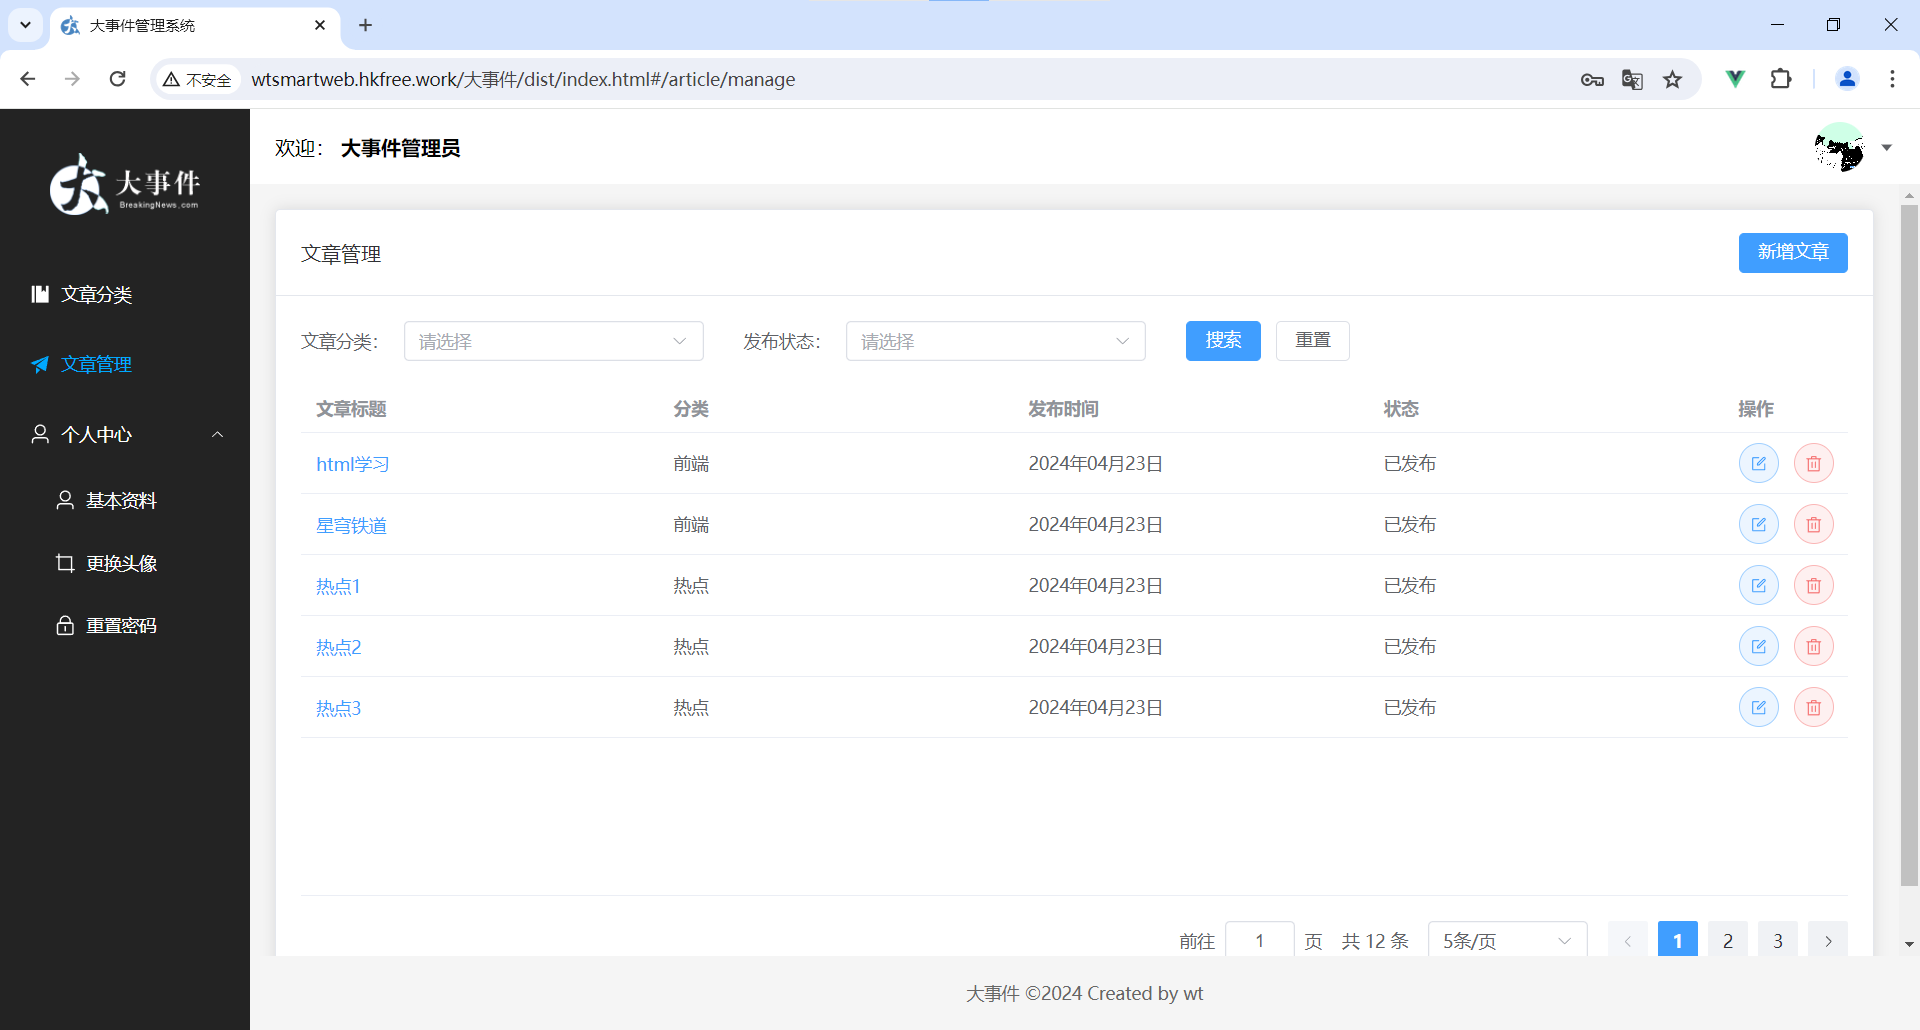 大事件管理系统
不安全
wtsmartweb.hkfree.work/大事件/dist/index.html#/article/manage
大事件
BreakingNews_com
欢迎： 大事件管理员
文章分类
文章管理
个人中心
基本资料
更换头像
重置密码
文章管理
新增文章
文章分类： 请选择 发布状态： 请选择 搜索 重置
文章标题 分类 发布时间 状态 操作
html学习 前端 2024年04月23日 已发布
星穹铁道 前端 2024年04月23日 已发布
热点1 热点 2024年04月23日 已发布
热点2 热点 2024年04月23日 已发布
热点3 热点 2024年04月23日 已发布
前往 1 页 共 12 条 5条/页 1 2 3
大事件 ©2024 Created by wt